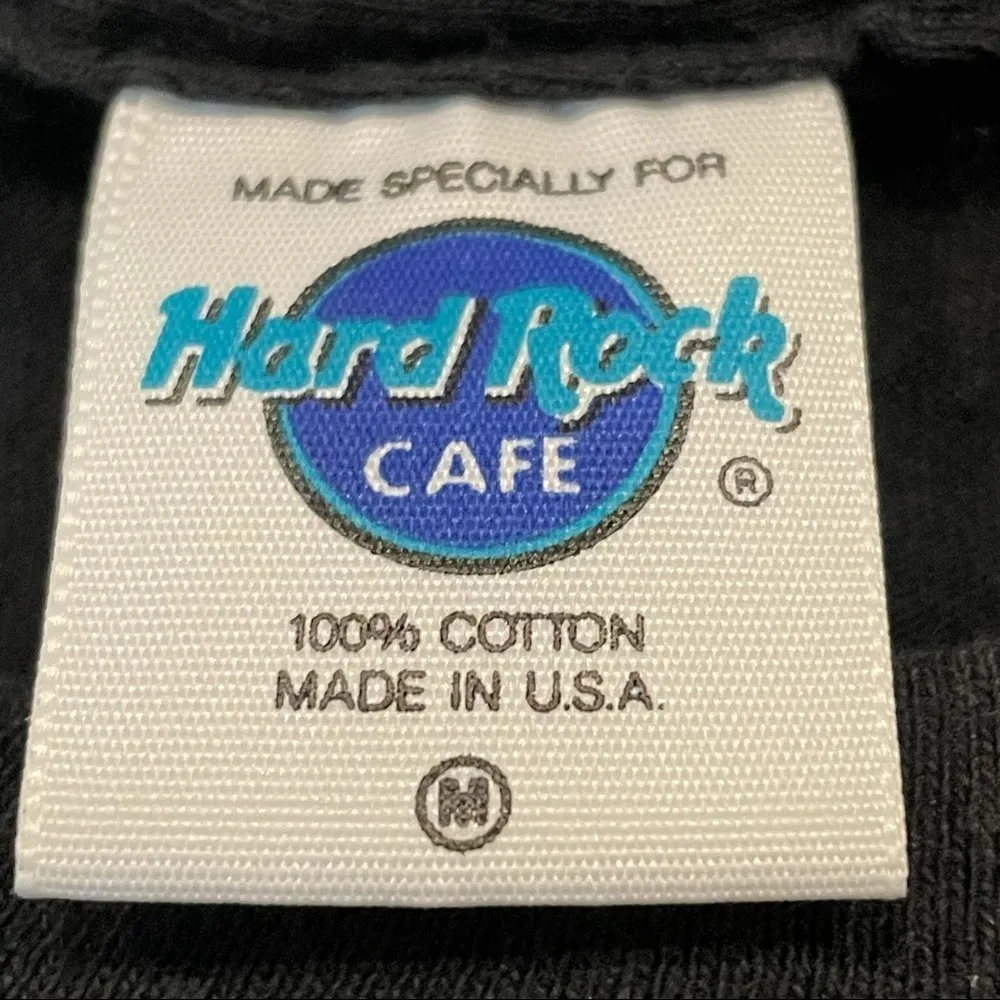 MADE SPECIALLY FOR
Hard Rock
CAFE
®
100% COTTON
MADE IN U.S.A.
M